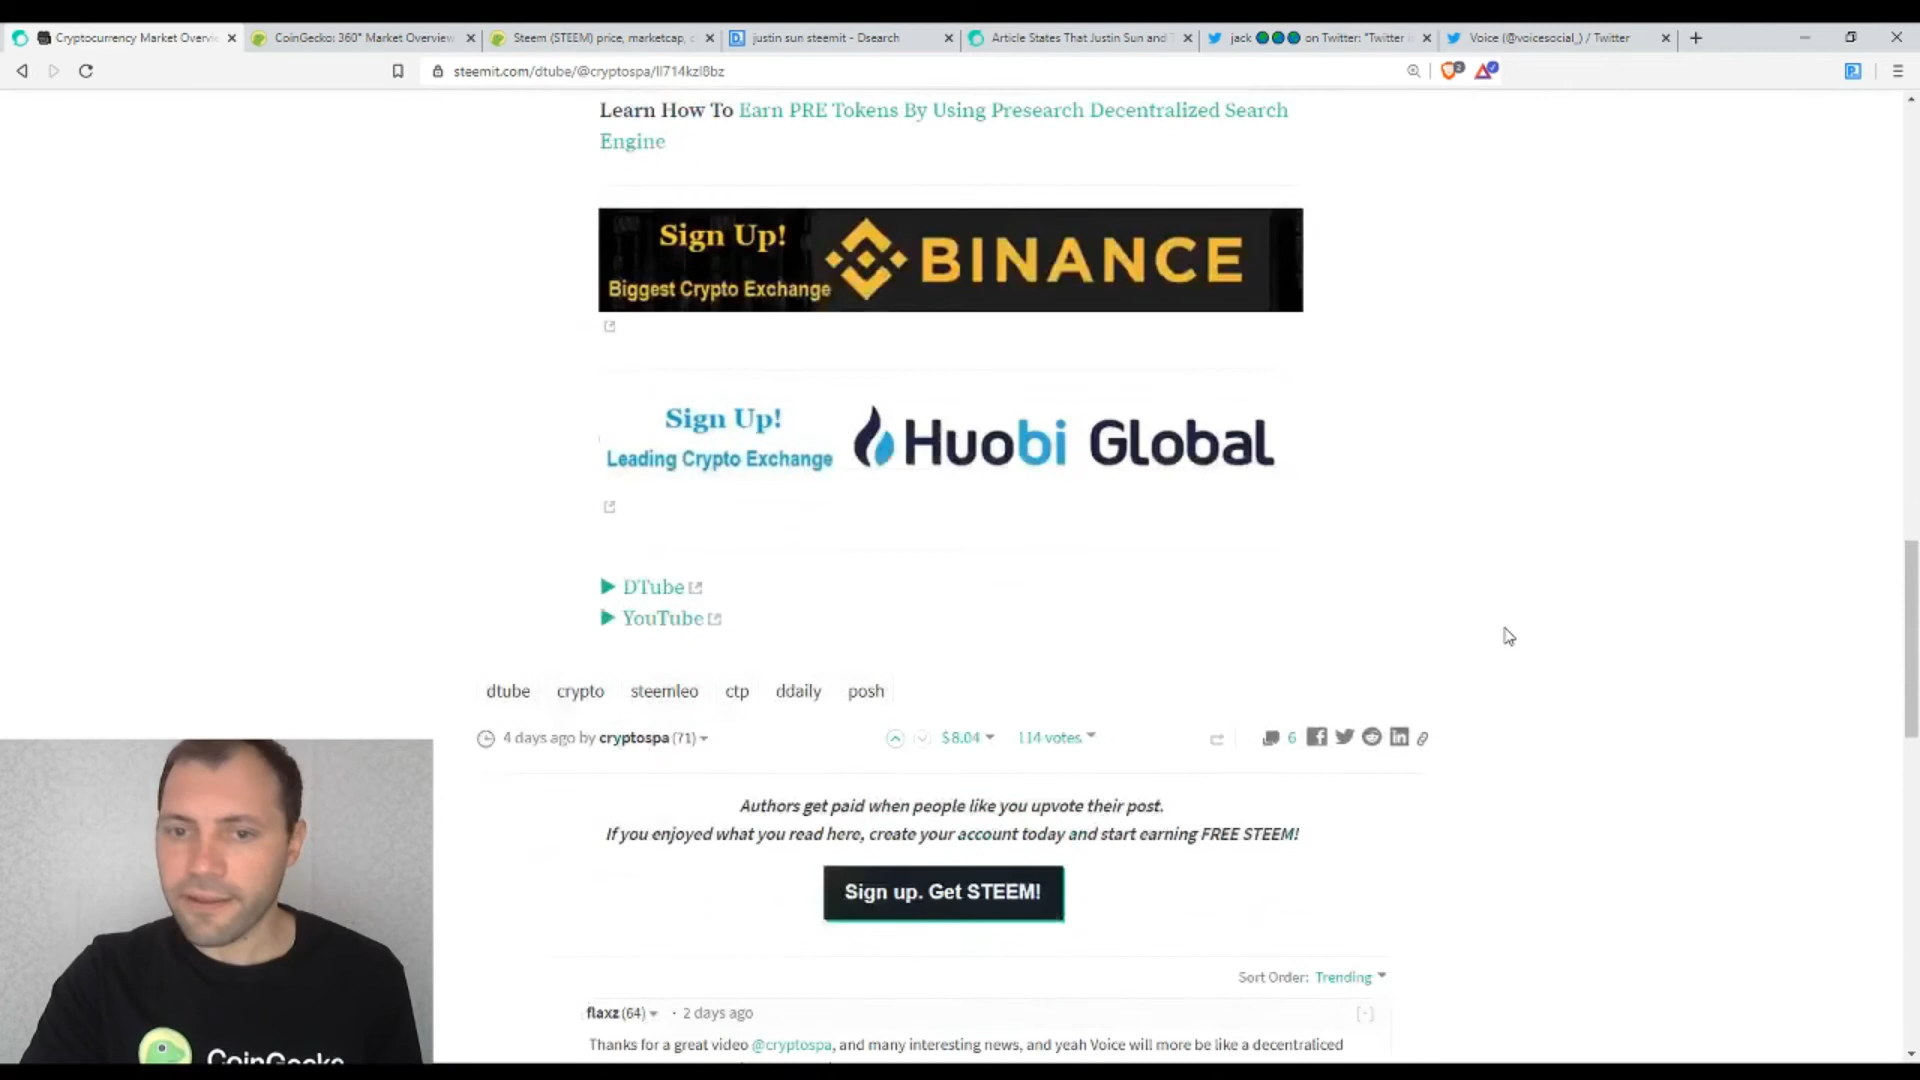 Cryptocurrency Market Overvi
CoinGecko: 360° Market Overview
Steem (STEEM) price, marketcap,
justin sun steemit - Dsearch
Article States That Justin Sun and
jack on Twitter: "Twitter
Voice (@voicesocial_) / Twitter
steemit.com/dtube/@cryptospa/ll714kzl8bz
Learn How To Earn PRE Tokens By Using Presearch Decentralized Search
Engine
Sign Up!
Biggest Crypto Exchange
BINANCE
Sign Up!
Leading Crypto Exchange
Huobi Global
DTube
YouTube
dtube crypto steemleo ctp ddaily posh
4 days ago by cryptospa (71) $8.04 114 votes 6
Authors get paid when people like you upvote their post.
If you enjoyed what you read here, create your account today and start earning FREE STEEM!
Sign up. Get STEEM!
Sort Order: Trending
flaxz (64) · 2 days ago [-]
Thanks for a great video @cryptospa, and many interesting news, and yeah Voice will more be like a decentraliced
CoinGecko